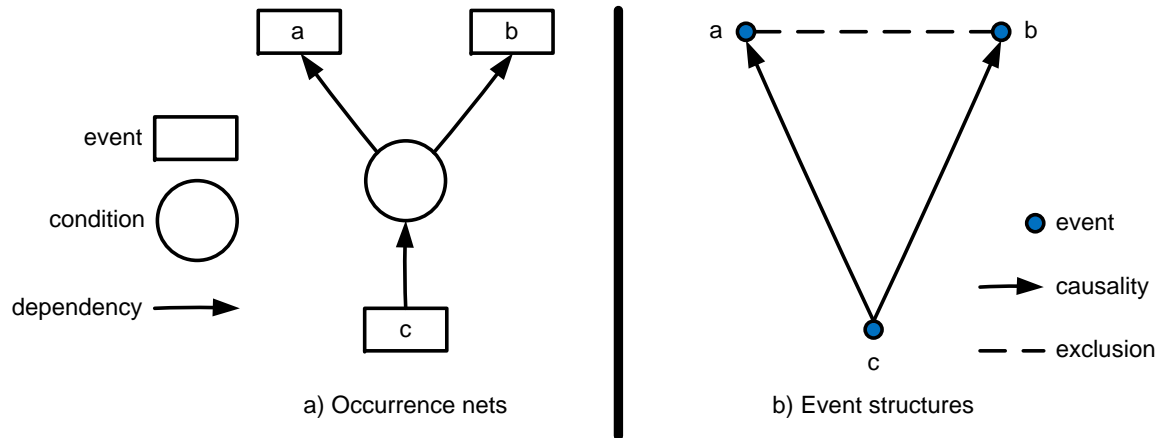 a
b
event
condition
dependency
c
a) Occurrence nets
a
b
event
causality
exclusion
c
b) Event structures